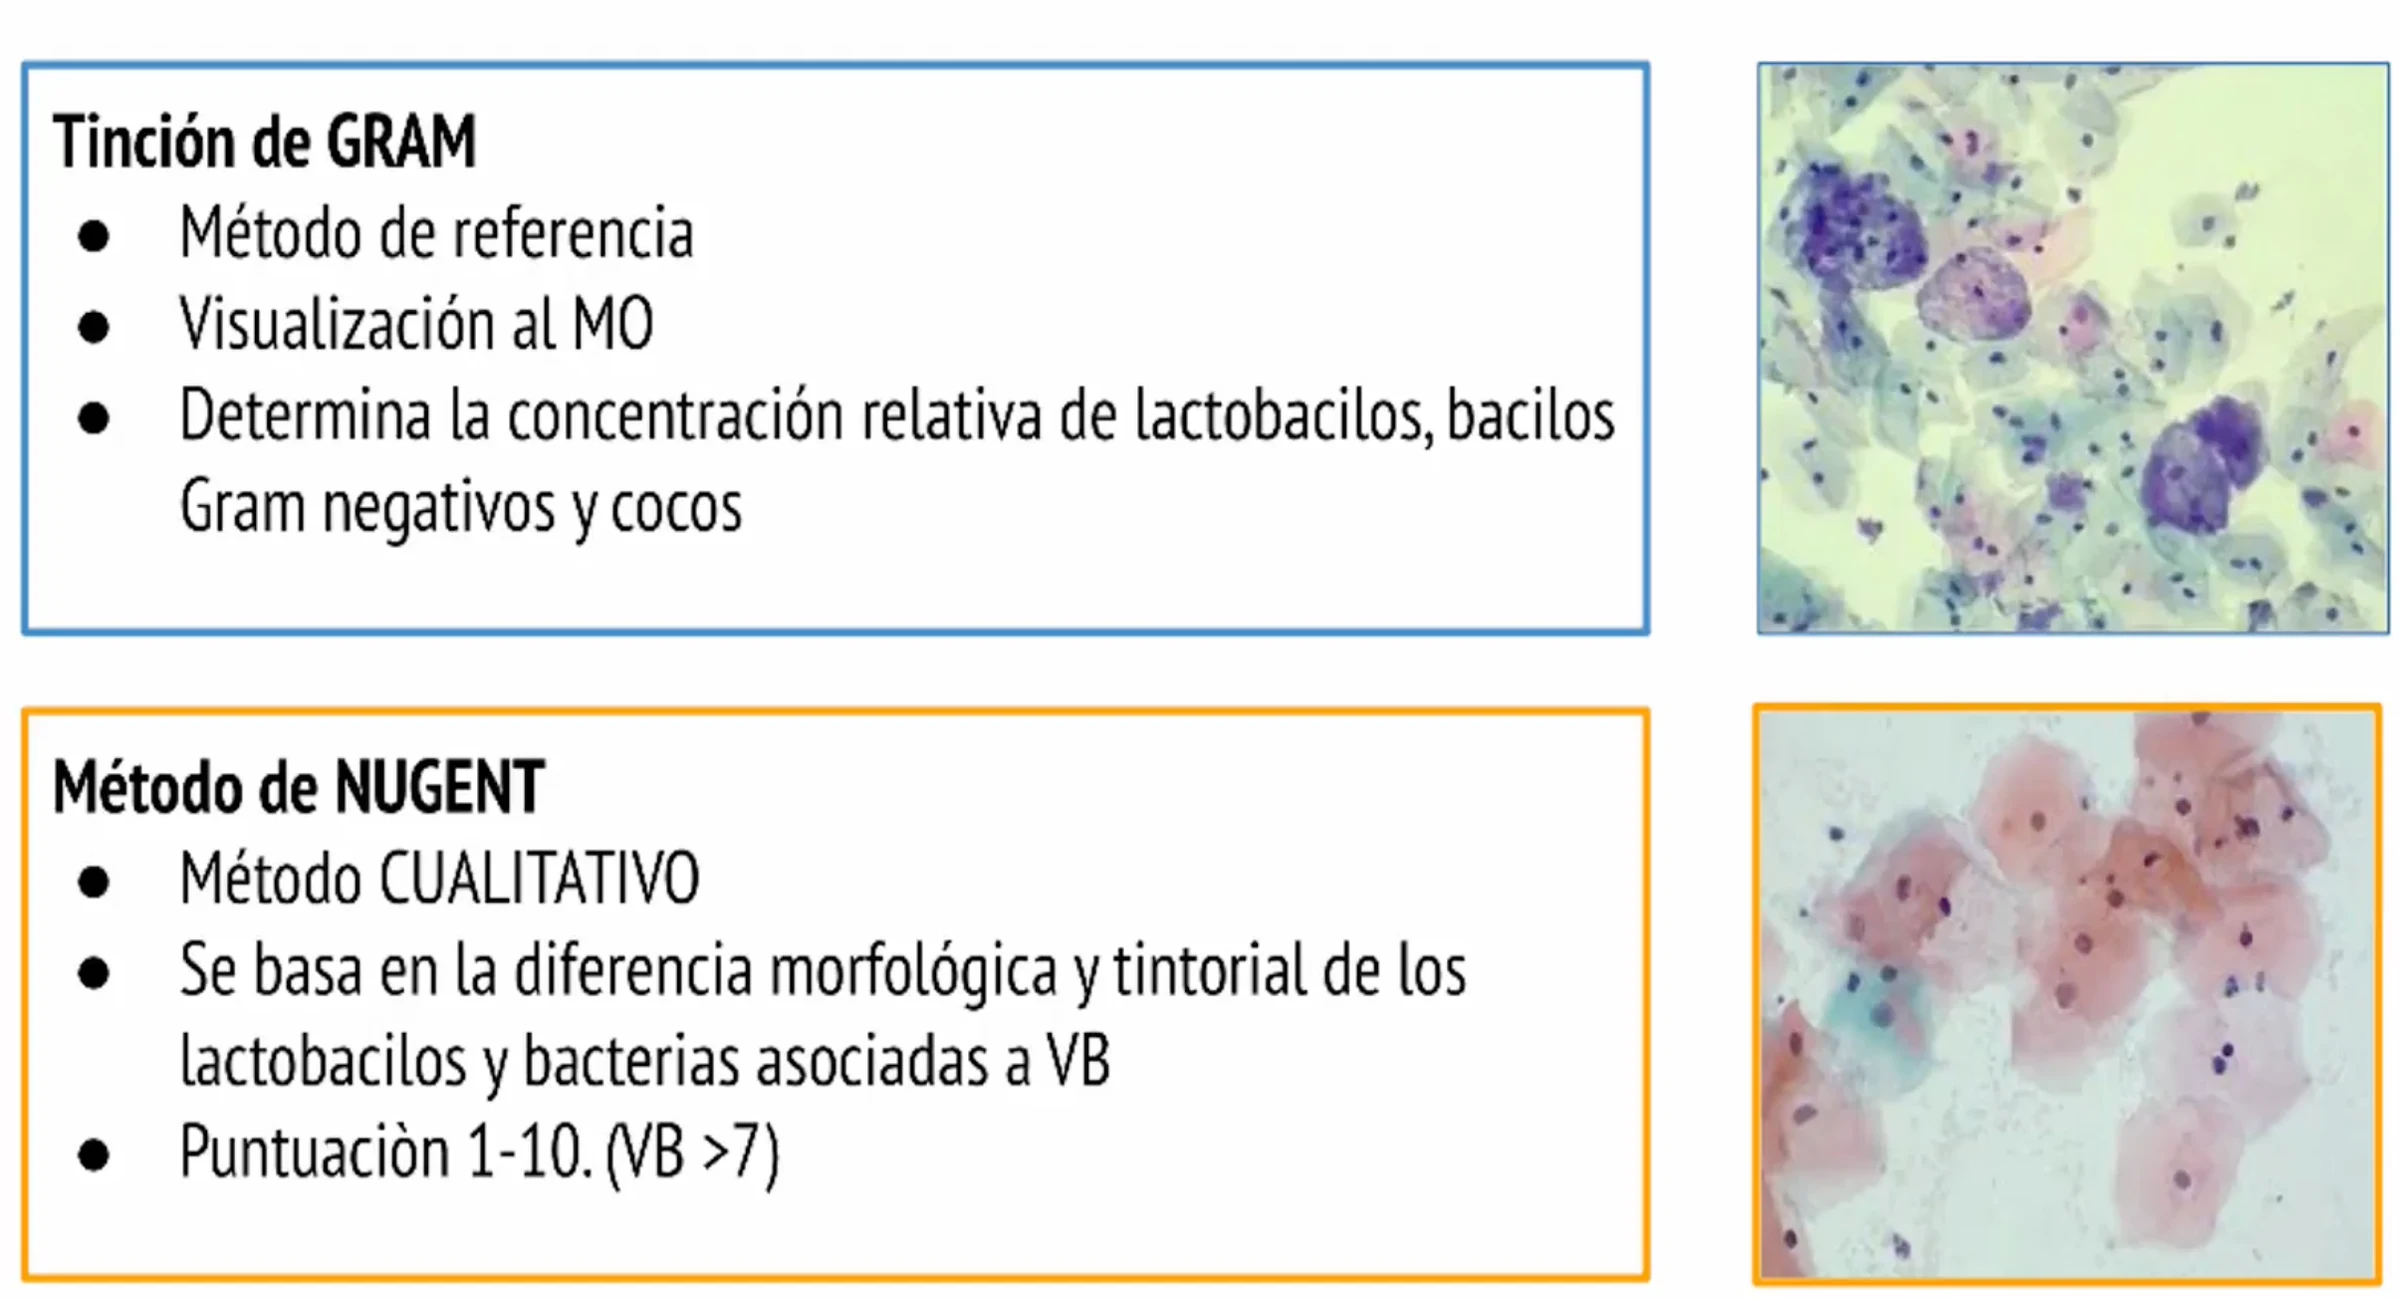 Tinción de GRAM
● Método de referencia
● Visualización al MO
● Determina la concentración relativa de lactobacilos, bacilos
Gram negativos y cocos
Método de NUGENT
● Método CUALITATIVO
● Se basa en la diferencia morfológica y tintorial de los
lactobacilos y bacterias asociadas a VB
● Puntuaciòn 1-10. (VB >7)